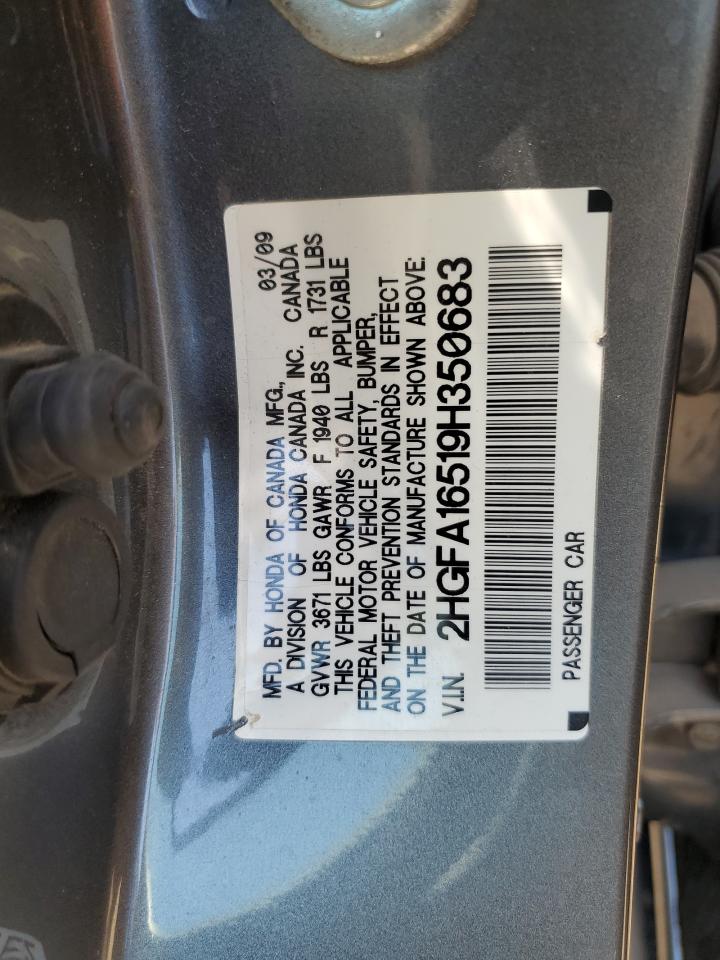 MFD. BY HONDA OF CANADA MFG., 03/09
A DIVISION OF HONDA CANADA INC. CANADA
GVWR 3671 LBS GAWR F 1940 LBS R 1731 LBS
THIS VEHICLE CONFORMS TO ALL APPLICABLE
FEDERAL MOTOR VEHICLE SAFETY, BUMPER,
AND THEFT PREVENTION STANDARDS IN EFFECT
ON THE DATE OF MANUFACTURE SHOWN ABOVE:
V.I.N. 2HGFA16519H350683
PASSENGER CAR